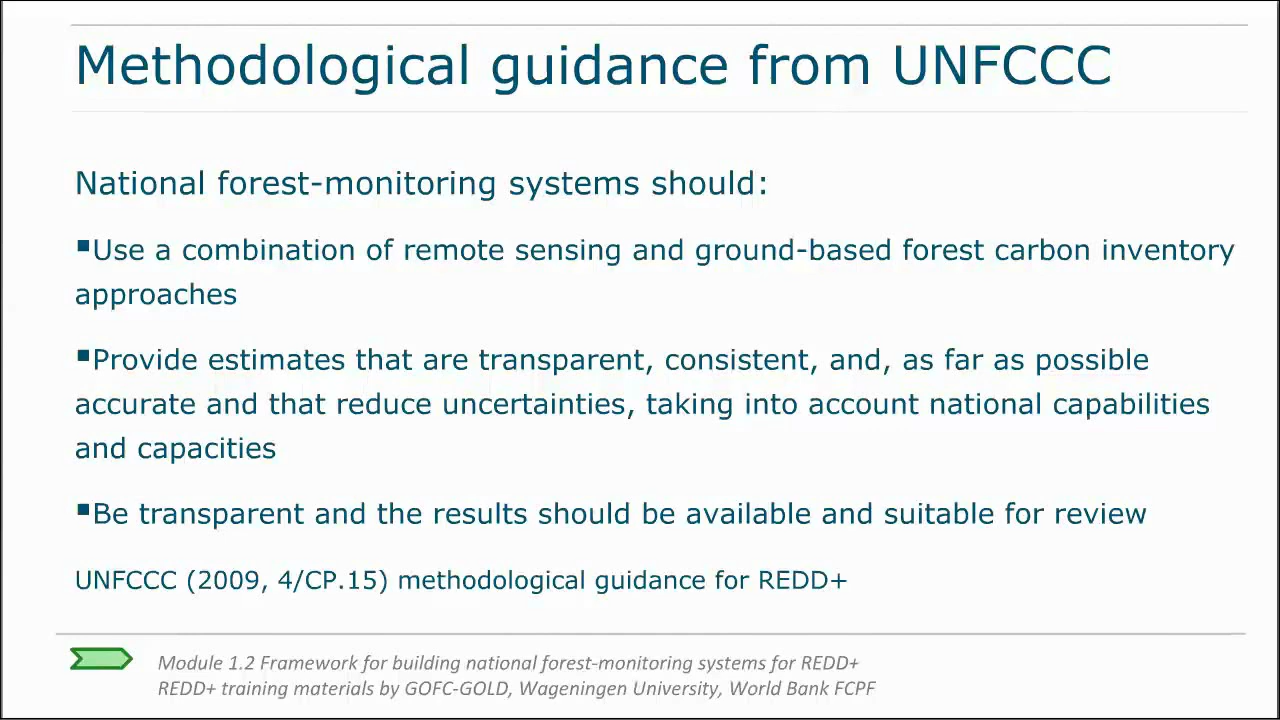 Methodological guidance from UNFCCC
National forest-monitoring systems should:
▪Use a combination of remote sensing and ground-based forest carbon inventory
approaches
▪Provide estimates that are transparent, consistent, and, as far as possible
accurate and that reduce uncertainties, taking into account national capabilities
and capacities
▪Be transparent and the results should be available and suitable for review
UNFCCC (2009, 4/CP.15) methodological guidance for REDD+
Module 1.2 Framework for building national forest-monitoring systems for REDD+
REDD+ training materials by GOFC-GOLD, Wageningen University, World Bank FCPF